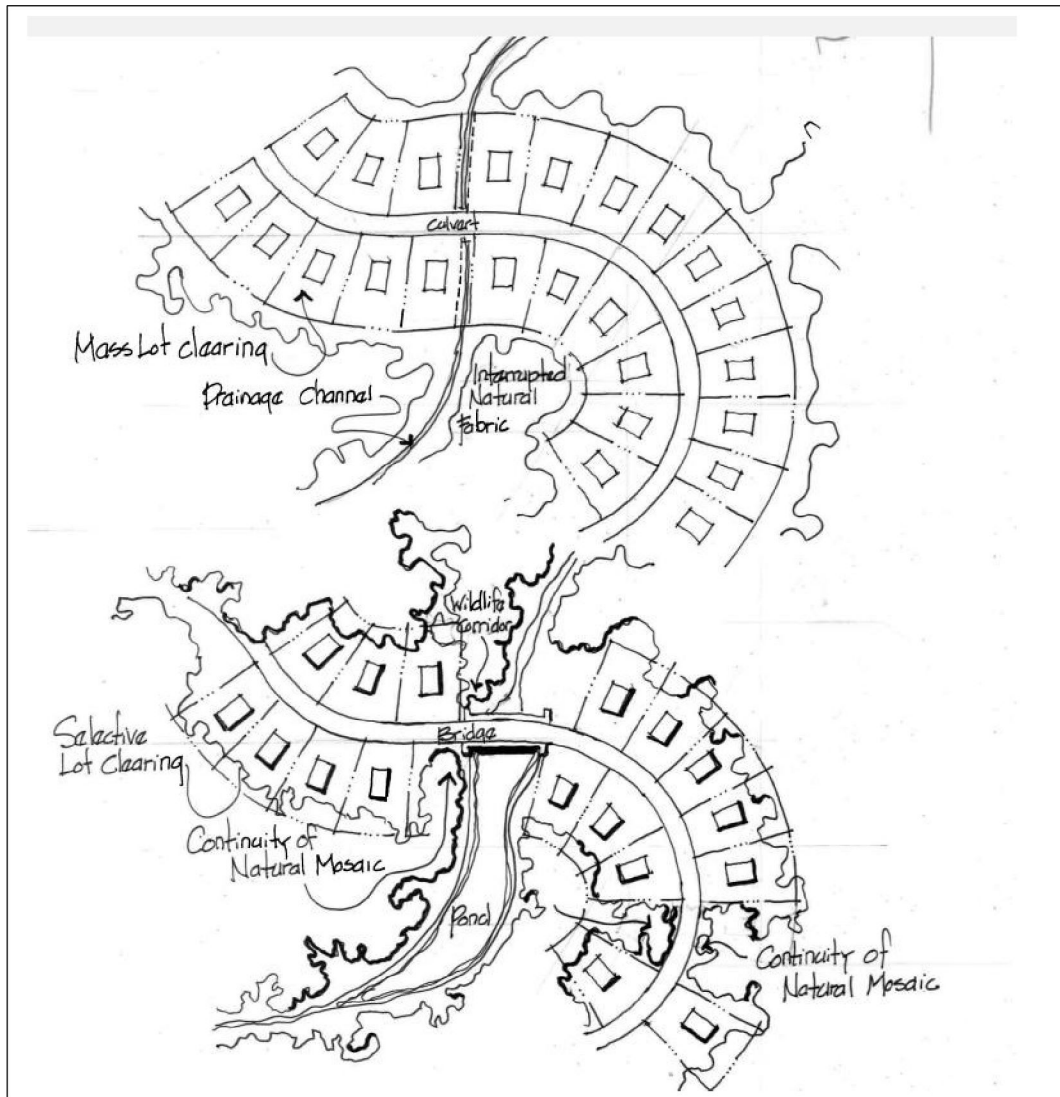 Culvert
Mass Lot clearing
Drainage Channel
Interrupted
Natural
Fabric
Wildlife
Corridor
Bridge
Selective
Lot Clearing
Continuity of
Natural Mosaic
Pond
Continuity of
Natural Mosaic